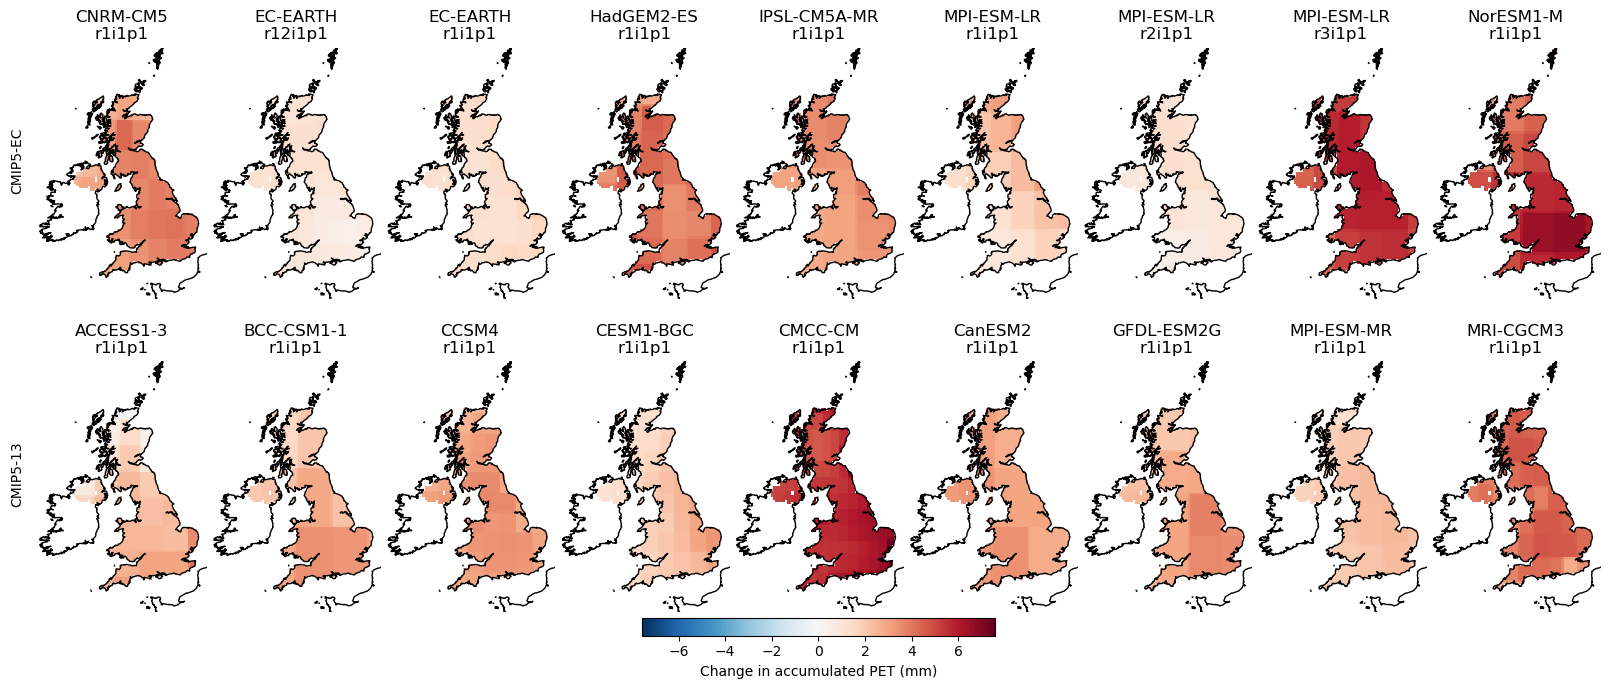 CNRM-CM5
r1i1p1
EC-EARTH
r12i1p1
EC-EARTH
r1i1p1
HadGEM2-ES
r1i1p1
IPSL-CM5A-MR
r1i1p1
MPI-ESM-LR
r1i1p1
MPI-ESM-LR
r2i1p1
MPI-ESM-LR
r3i1p1
NorESM1-M
r1i1p1
CMIP5-EC
ACCESS1-3
r1i1p1
BCC-CSM1-1
r1i1p1
CCSM4
r1i1p1
CESM1-BGC
r1i1p1
CMCC-CM
r1i1p1
CanESM2
r1i1p1
GFDL-ESM2G
r1i1p1
MPI-ESM-MR
r1i1p1
MRI-CGCM3
r1i1p1
CMIP5-13
−6 −4 −2 0 2 4 6
Change in accumulated PET (mm)